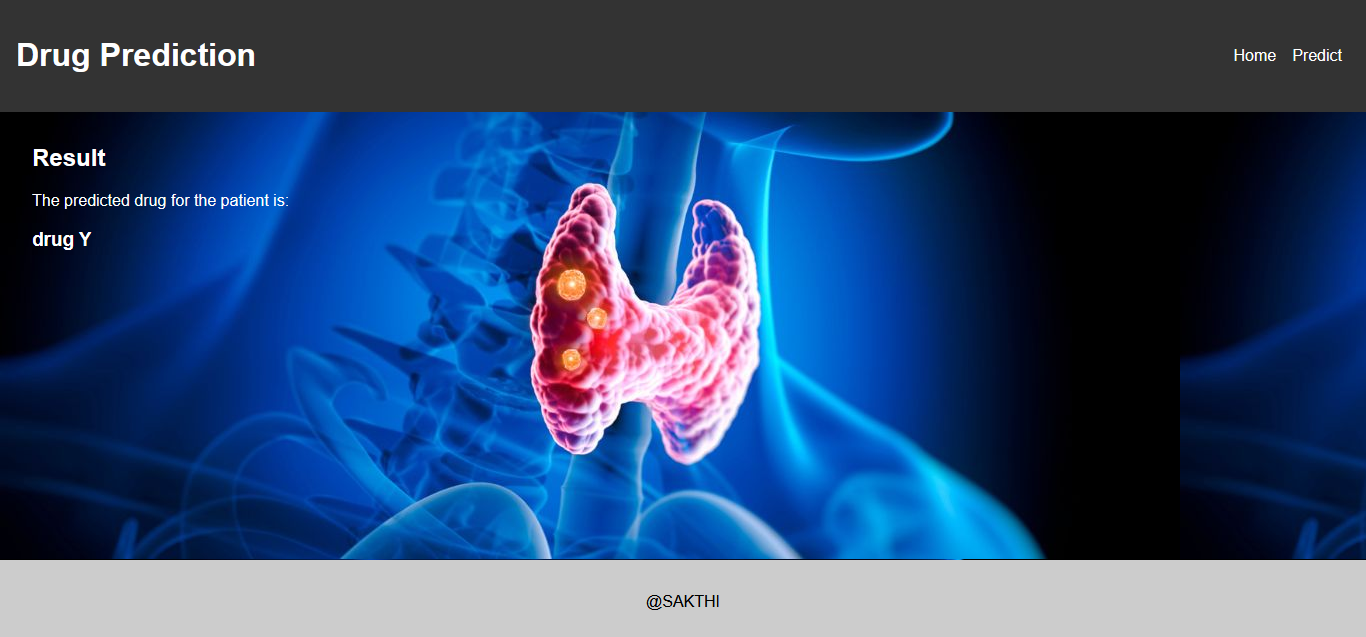 Drug Prediction
Home Predict
Result
The predicted drug for the patient is:
drug Y
@SAKTHI